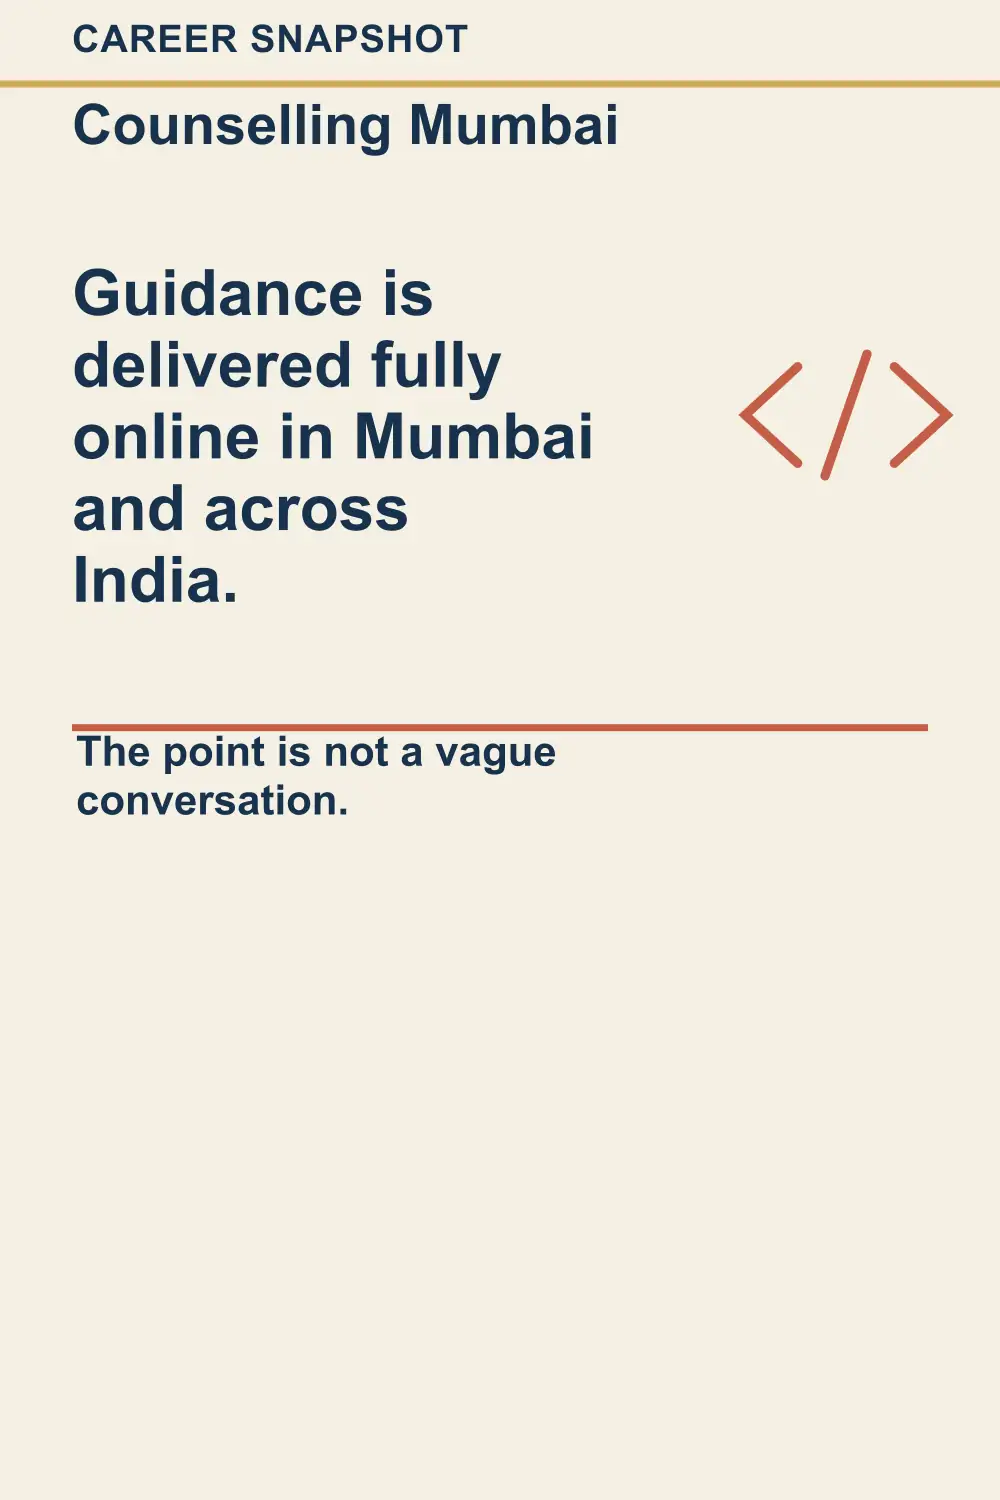 CAREER SNAPSHOT
Counselling Mumbai
Guidance is
delivered fully
online in Mumbai
and across
India.
The point is not a vague
conversation.